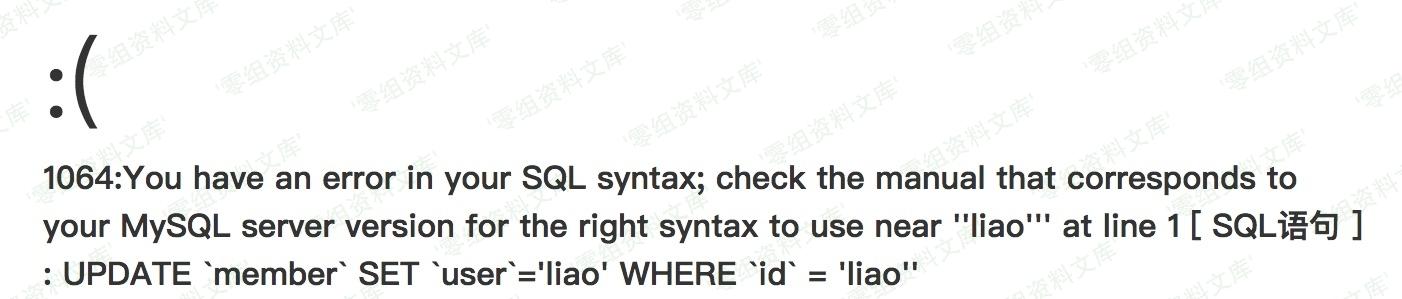 :(
1064:You have an error in your SQL syntax; check the manual that corresponds to
your MySQL server version for the right syntax to use near ''liao''' at line 1 [ SQL语句 ]
: UPDATE `member` SET `user`='liao' WHERE `id` = 'liao''
'零组资料文库'